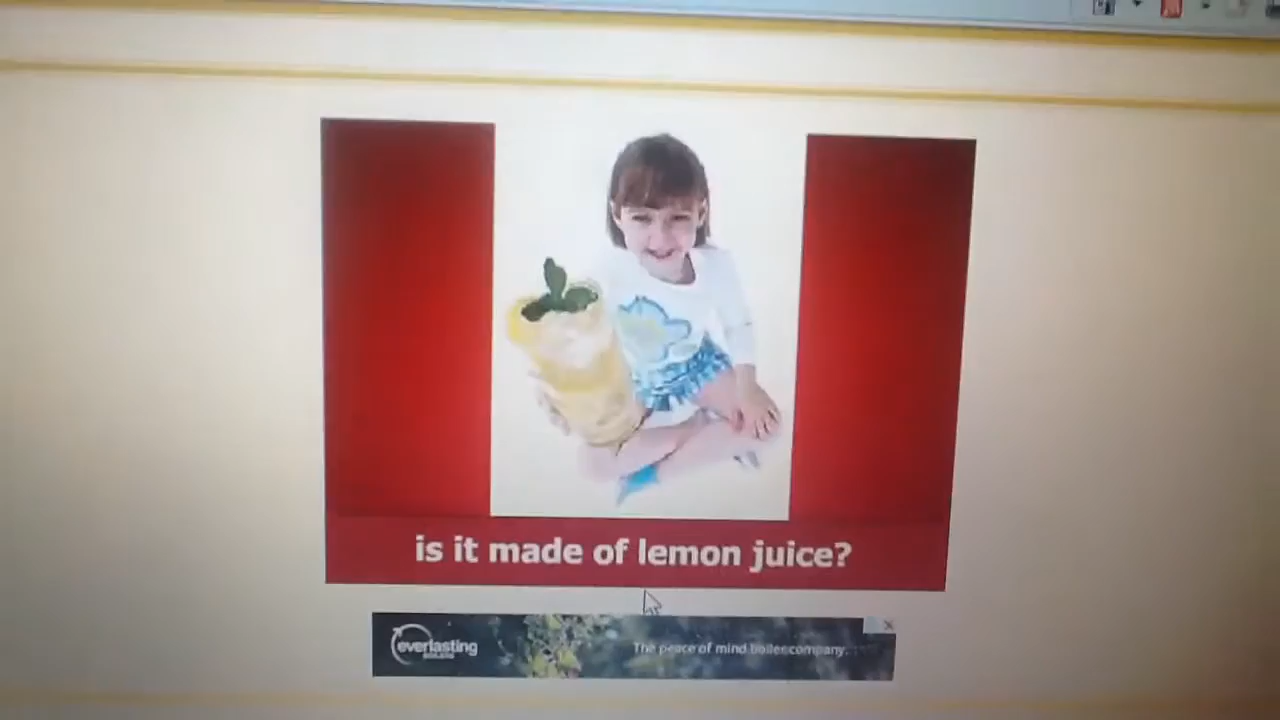 is it made of lemon juice?
everlasting
The peace of mind boiler company.